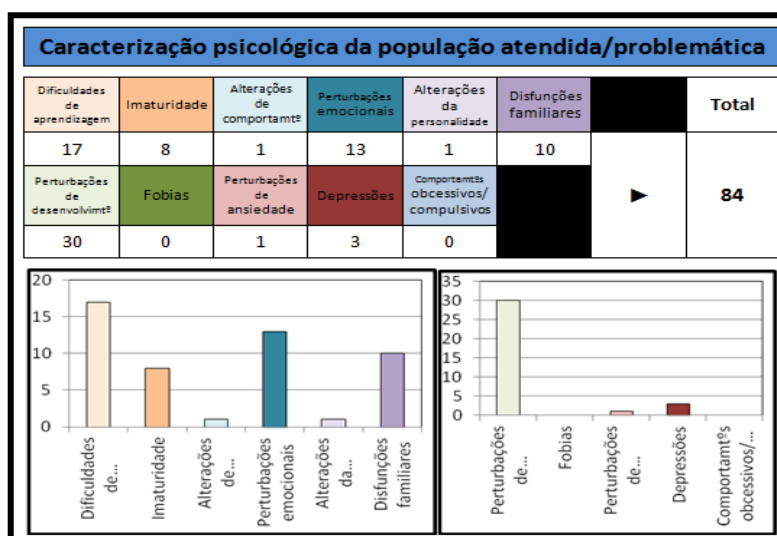 Caracterização psicológica da população atendida/problemática
Dificuldades
de
aprendizagem
Imaturidade
Alterações
de
comportamtº
Perturbações
emocionais
Alterações
da
personalidade
Disfunções
familiares
Total
17
8
1
13
1
10
Perturbações
de
desenvolvimtº
Fobias
Perturbações
de
ansiedade
Depressões
Comportamtºs
obcessivos/
compulsivos
►
84
30
0
1
3
0
20
15
10
5
0
Dificuldades
de...
Imaturidade
Alterações
de...
Perturbações
emocionais
Alterações
da...
Disfunções
familiares
35
30
25
20
15
10
5
0
Perturbações
de...
Fobias
Perturbações
de...
Depressões
Comportamtºs
obcessivos/...